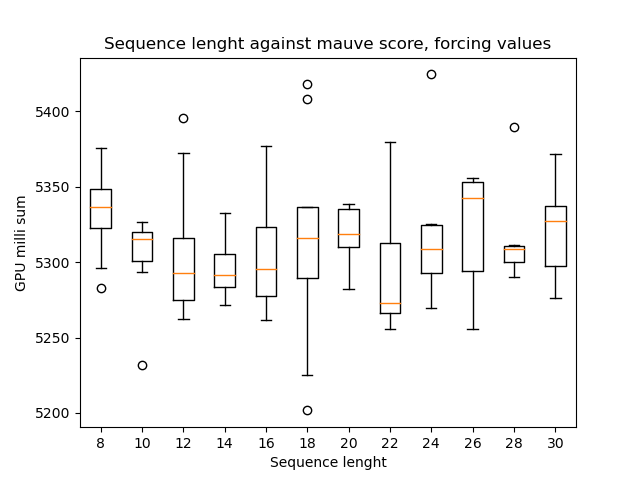 Sequence lenght against mauve score, forcing values
GPU milli sum
5400
5350
5300
5250
5200
8 10 12 14 16 18 20 22 24 26 28 30
Sequence lenght